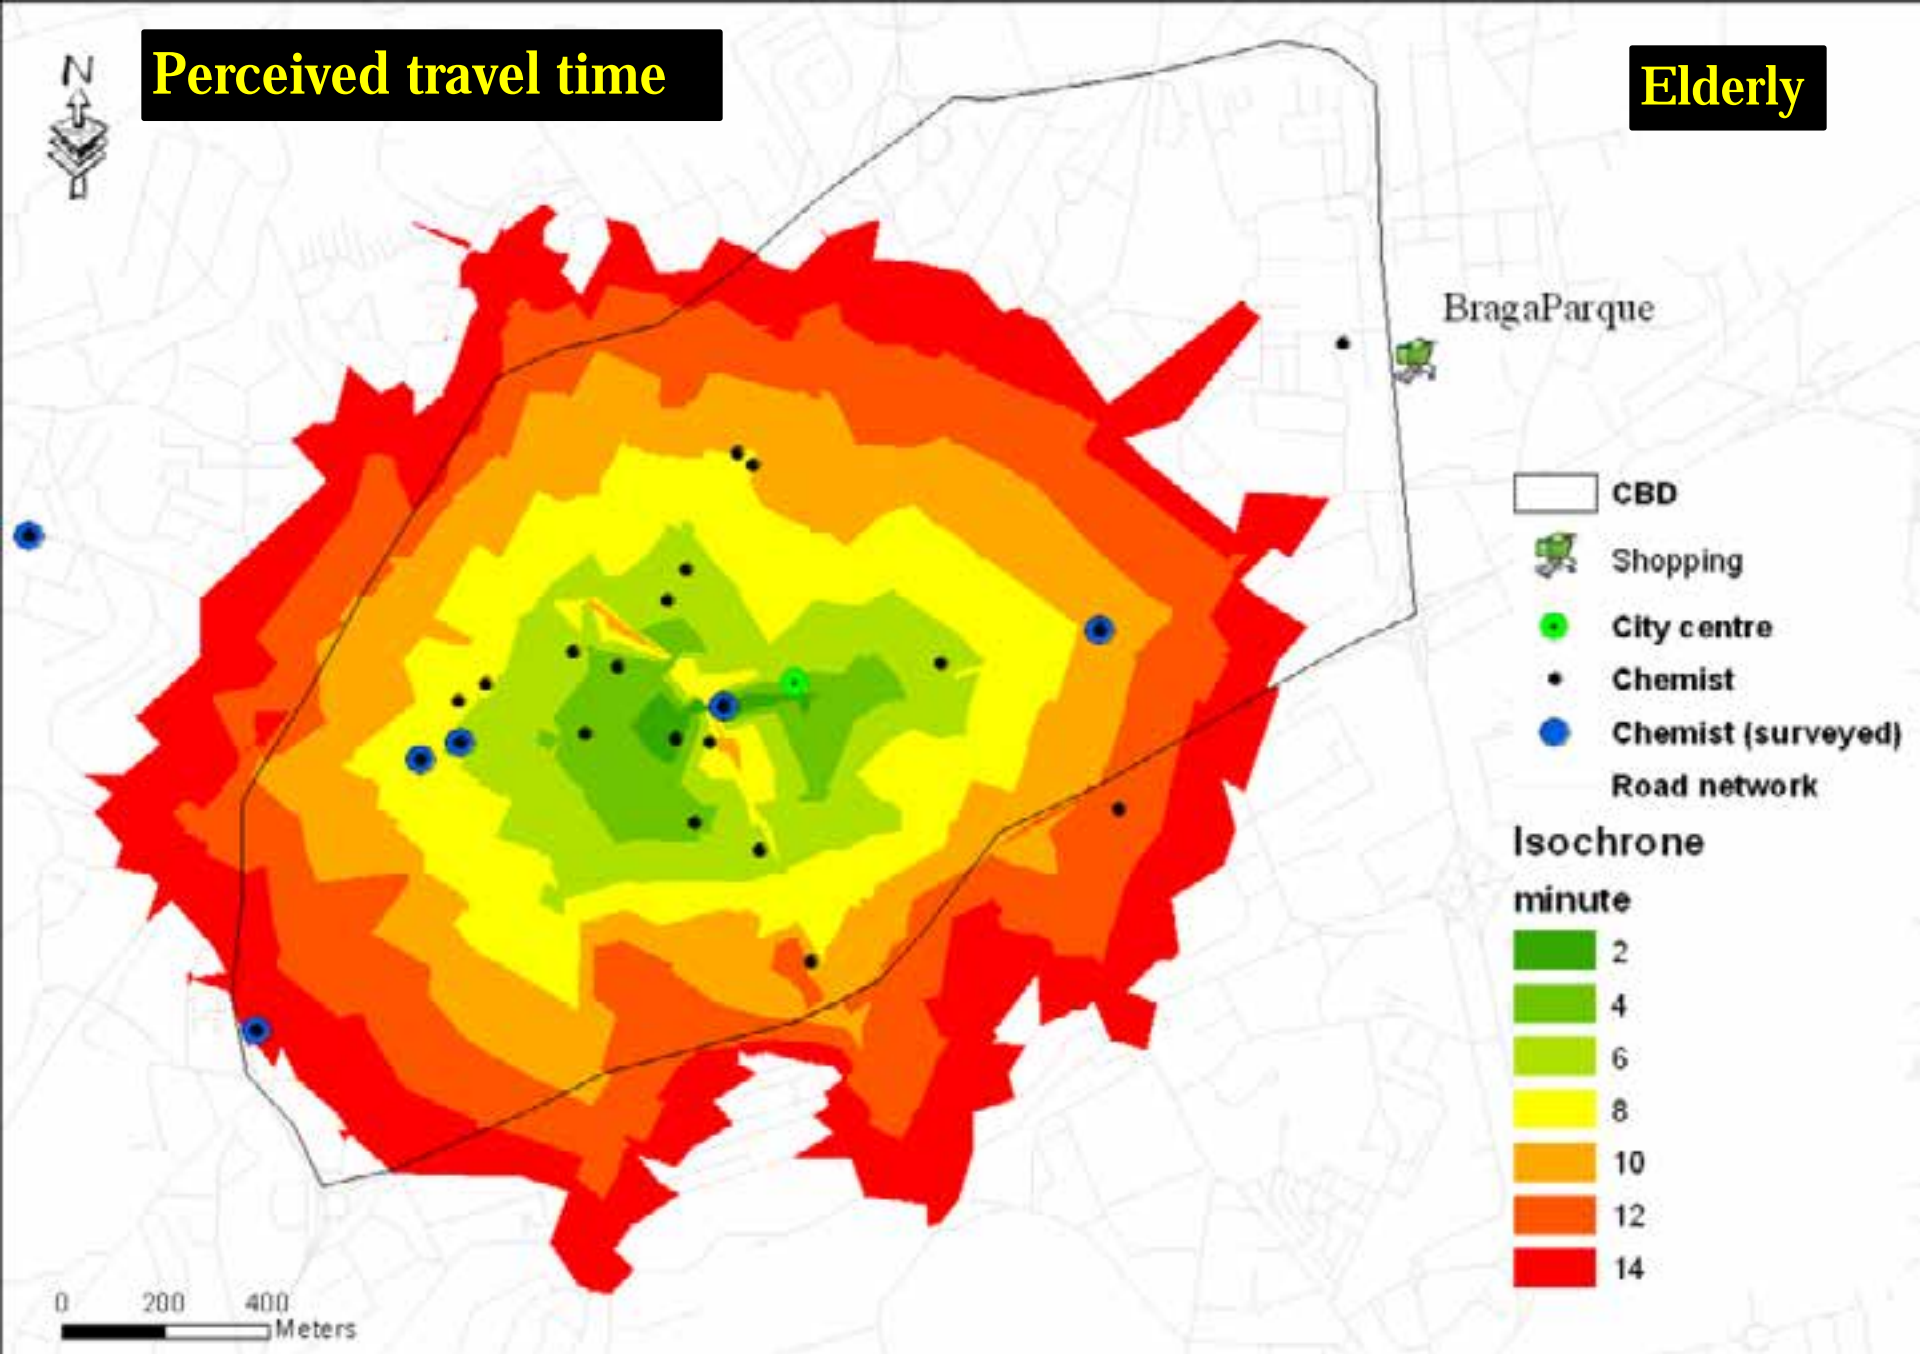 Perceived travel time
Elderly
N
BragaParque
CBD
Shopping
City centre
Chemist
Chemist (surveyed)
Road network
Isochrone
minute
2
4
6
8
10
12
14
0 200 400
Meters